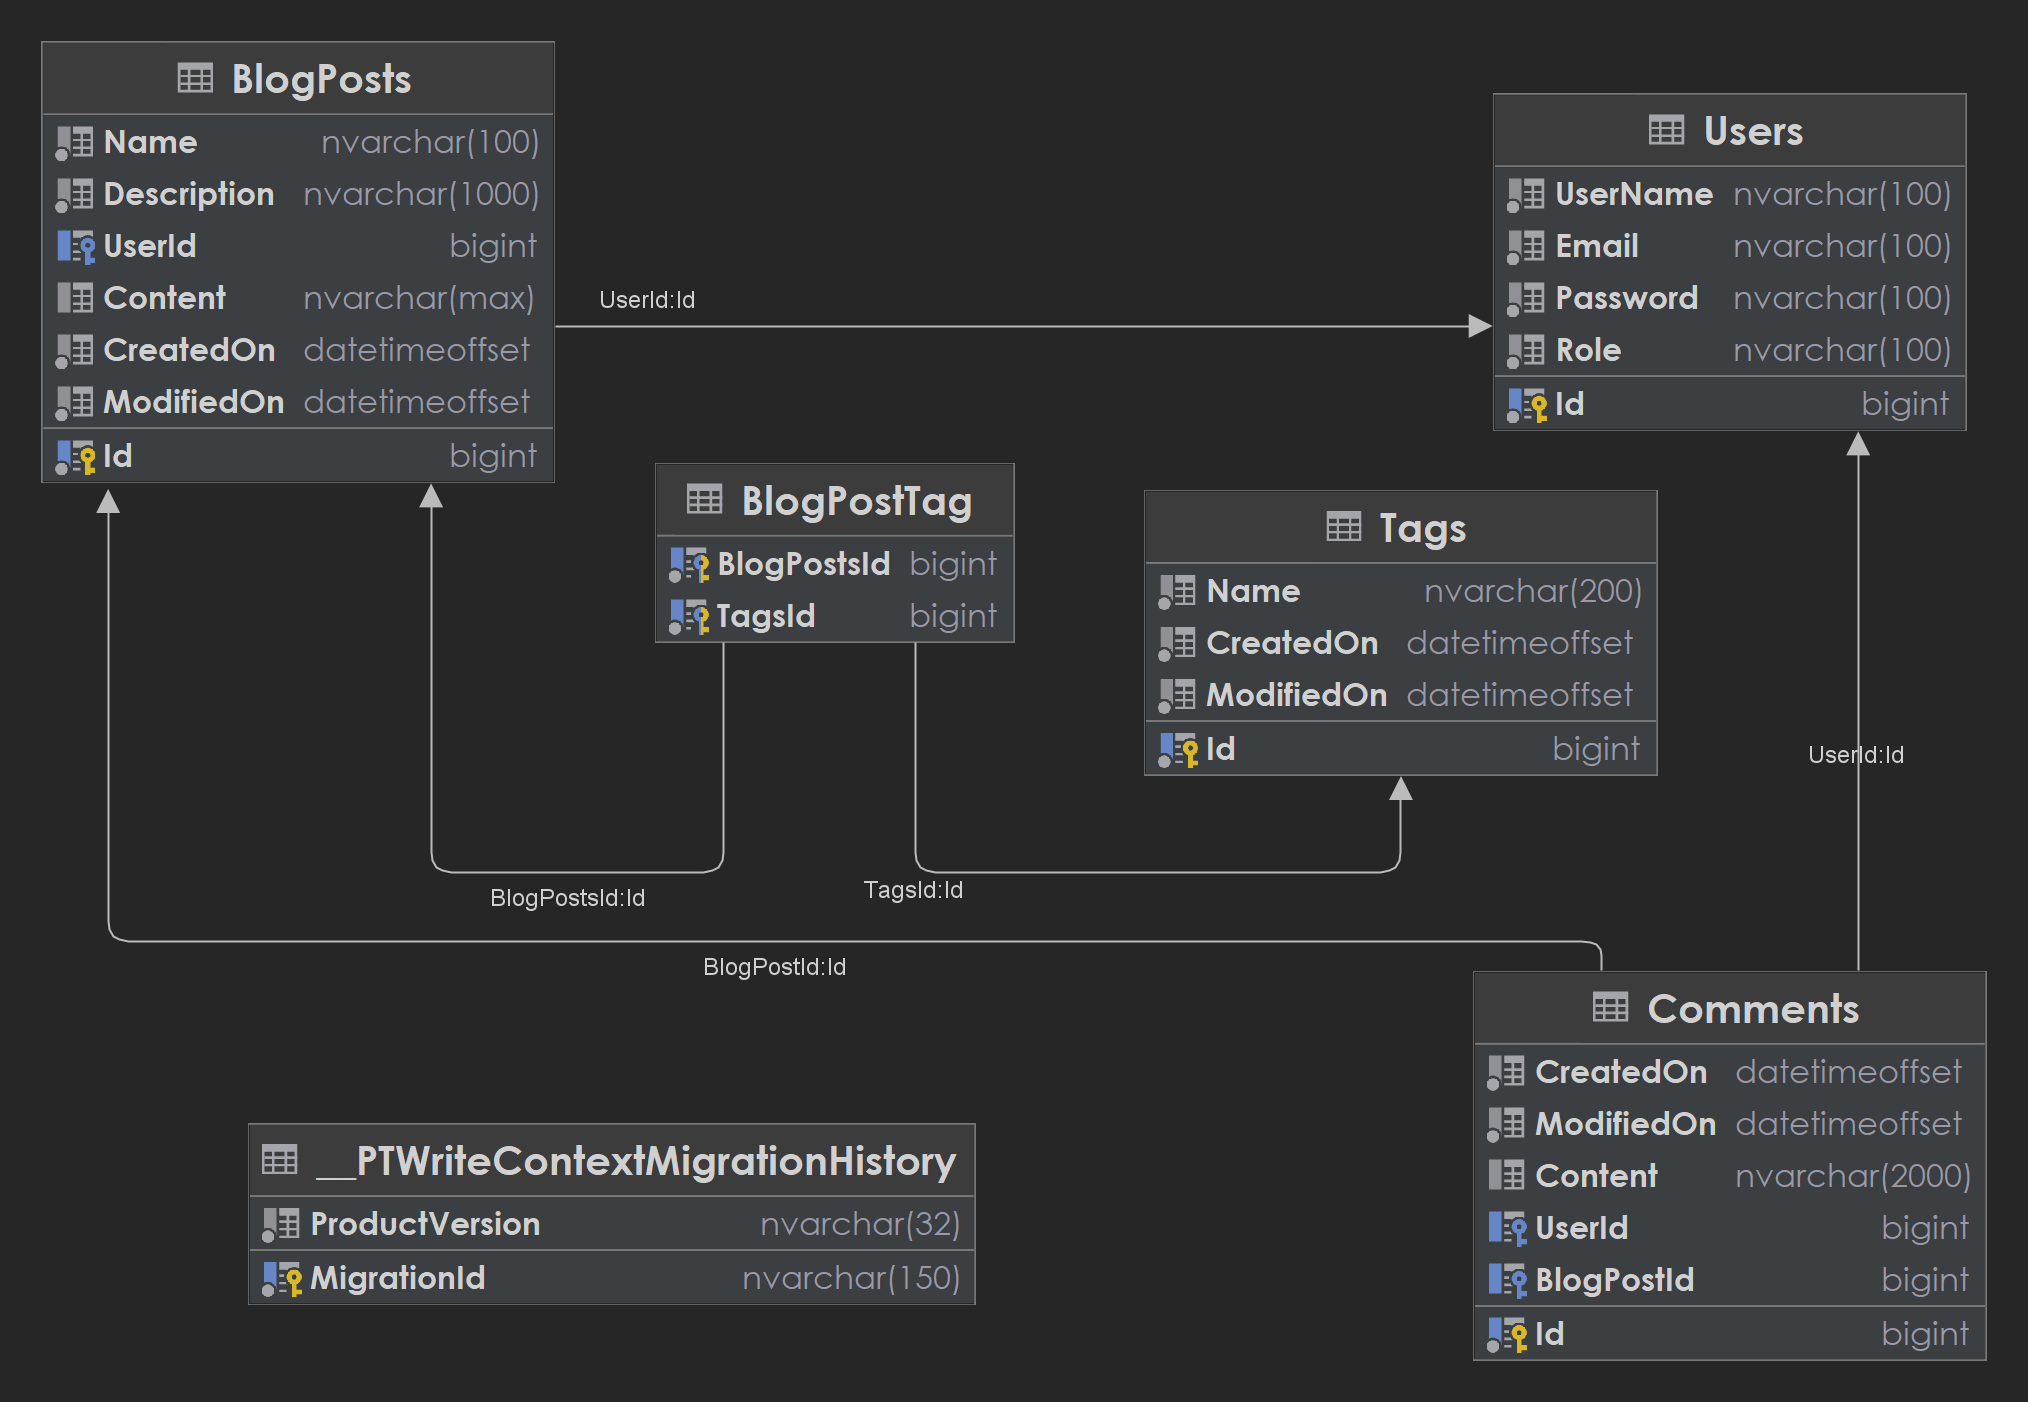 BlogPosts
Name nvarchar(100)
Description nvarchar(1000)
UserId bigint
Content nvarchar(max)
CreatedOn datetimeoffset
ModifiedOn datetimeoffset
Id bigint
UserId:Id
Users
UserName nvarchar(100)
Email nvarchar(100)
Password nvarchar(100)
Role nvarchar(100)
Id bigint
BlogPostTag
BlogPostsId bigint
TagsId bigint
Tags
Name nvarchar(200)
CreatedOn datetimeoffset
ModifiedOn datetimeoffset
Id bigint
UserId:Id
BlogPostsId:Id
TagsId:Id
BlogPostId:Id
Comments
CreatedOn datetimeoffset
ModifiedOn datetimeoffset
Content nvarchar(2000)
UserId bigint
BlogPostId bigint
Id bigint
__PTWriteContextMigrationHistory
ProductVersion nvarchar(32)
MigrationId nvarchar(150)